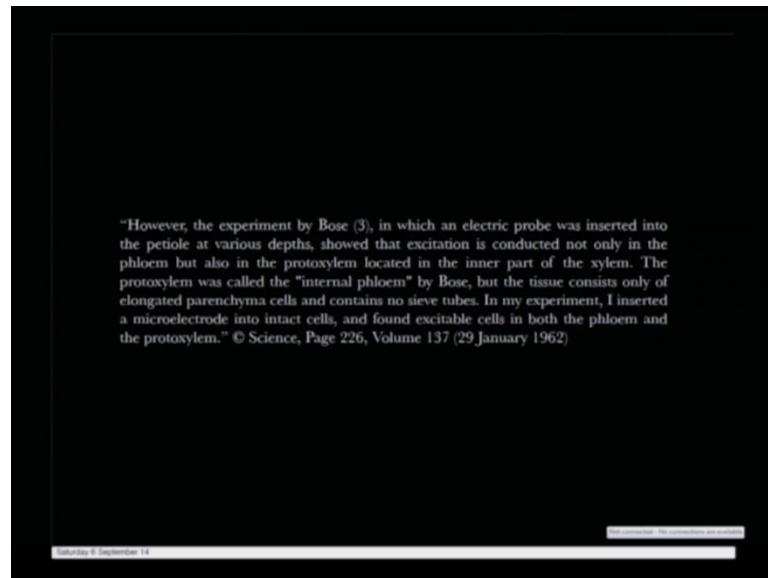 “However, the experiment by Bose (3), in which an electric probe was inserted into
the petiole at various depths, showed that excitation is conducted not only in the
phloem but also in the protoxylem located in the inner part of the xylem. The
protoxylem was called the "internal phloem" by Bose, but the tissue consists only of
elongated parenchyma cells and contains no sieve tubes. In my experiment, I inserted
a microelectrode into intact cells, and found excitable cells in both the phloem and
the protoxylem.” © Science, Page 226, Volume 137 (29 January 1962)
Not connected - No connections are available
Saturday 6 September 14